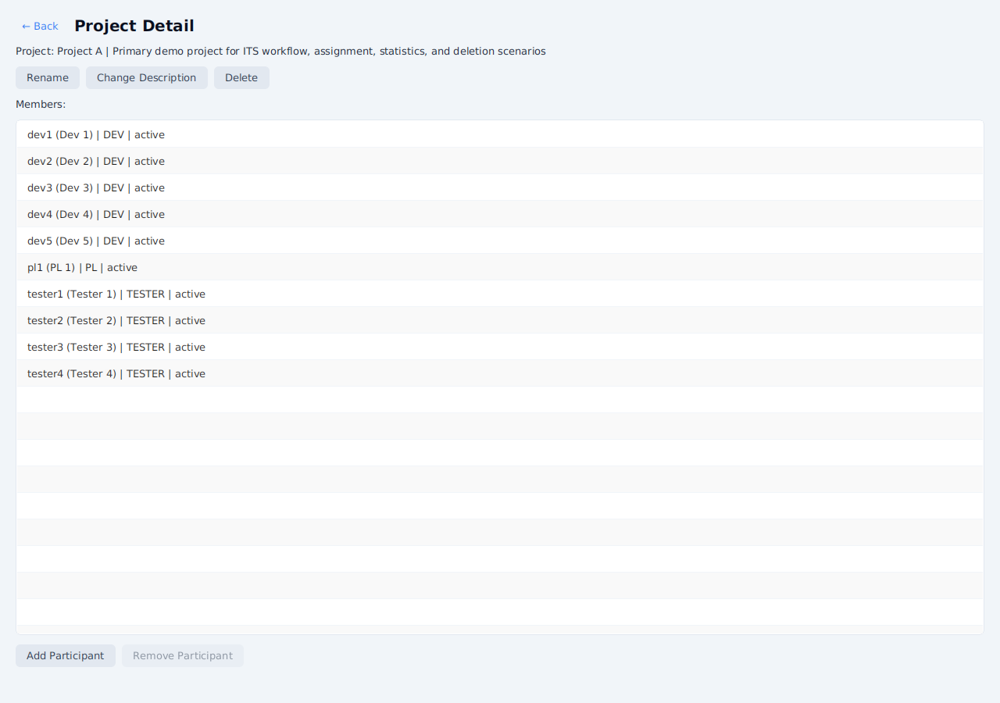 ← Back Project Detail
Project: Project A | Primary demo project for ITS workflow, assignment, statistics, and deletion scenarios
Rename Change Description Delete
Members:
dev1 (Dev 1) | DEV | active
dev2 (Dev 2) | DEV | active
dev3 (Dev 3) | DEV | active
dev4 (Dev 4) | DEV | active
dev5 (Dev 5) | DEV | active
pl1 (PL 1) | PL | active
tester1 (Tester 1) | TESTER | active
tester2 (Tester 2) | TESTER | active
tester3 (Tester 3) | TESTER | active
tester4 (Tester 4) | TESTER | active
Add Participant Remove Participant